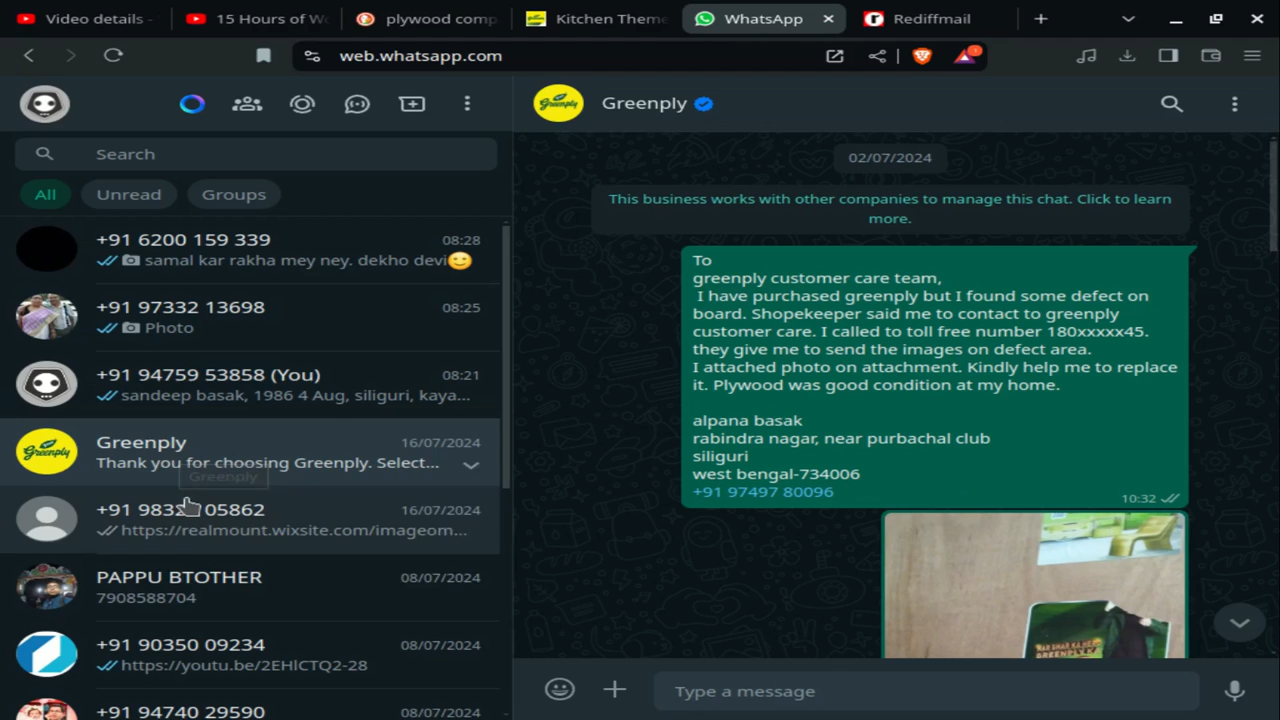 Video details -
15 Hours of Wo
plywood comp
Kitchen Theme
WhatsApp
Rediffmail
web.whatsapp.com
Greenply
Search
02/07/2024
All
Unread
Groups
This business works with other companies to manage this chat. Click to learn
more.
+91 6200 159 339
08:28
samal kar rakha mey ney. dekho devi
To
greenply customer care team,
I have purchased greenply but I found some defect on
board. Shopekeeper said me to contact to greenply
customer care. I called to toll free number 180xxxxx45.
they give me to send the images on defect area.
I attached photo on attachment. Kindly help me to replace
it. Plywood was good condition at my home.
alpana basak
rabindra nagar, near purbachal club
siliguri
west bengal-734006
+91 97497 80096
10:32
+91 97332 13698
08:25
Photo
+91 94759 53858 (You)
08:21
sandeep basak, 1986 4 Aug, siliguri, kaya...
Greenply
16/07/2024
Thank you for choosing Greenply. Select...
Greenply
16/07/2024
https://realmount.wixsite.com/imageom...
PAPPU BTOTHER
08/07/2024
7908588704
+91 90350 09234
08/07/2024
https://youtu.be/2EHlCTQ2-28
+91 94740 29590
08/07/2024
Type a message